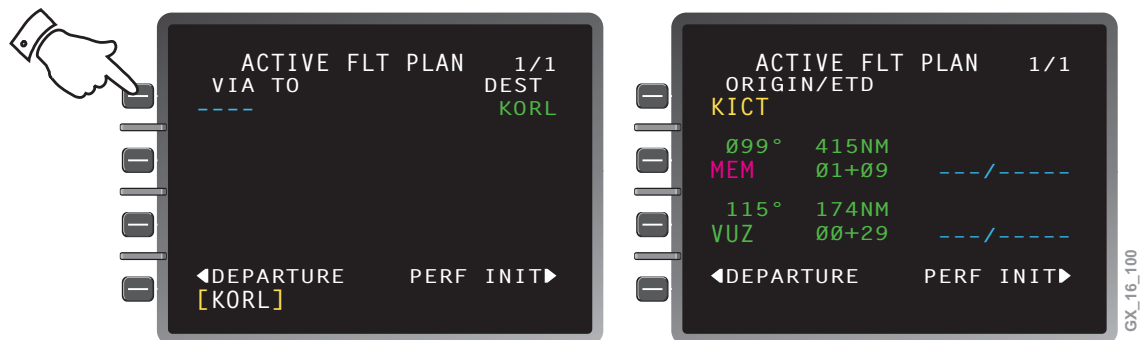 ACTIVE FLT PLAN 1/1
VIA TO DEST
---- KORL
◀DEPARTURE PERF INIT▶
[KORL]
ACTIVE FLT PLAN 1/1
ORIGIN/ETD
KICT
Ø99° 415NM
MEM Ø1+Ø9 ---/-----
115° 174NM
VUZ ØØ+29 ---/-----
◀DEPARTURE PERF INIT▶
GX_16_100